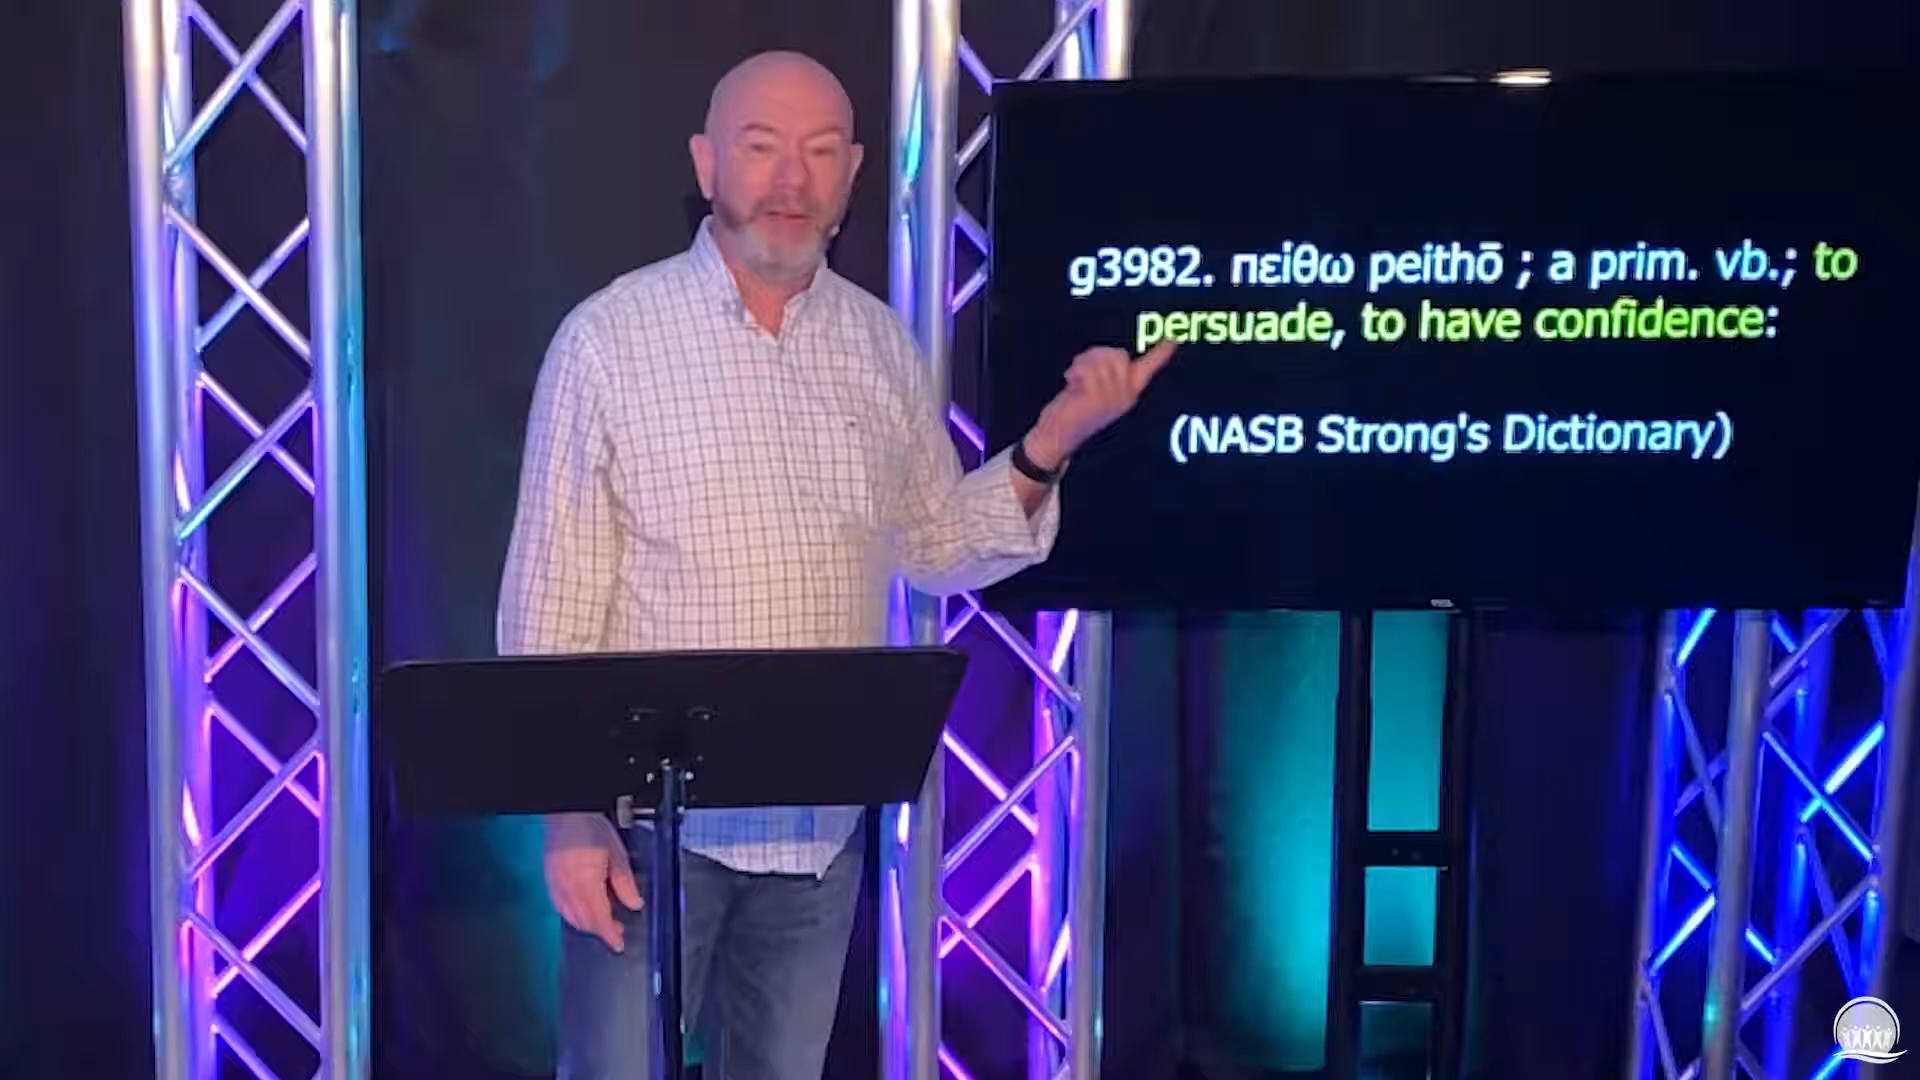 g3982. πείθω peithō ; a prim. vb.; to
persuade, to have confidence:
(NASB Strong's Dictionary)